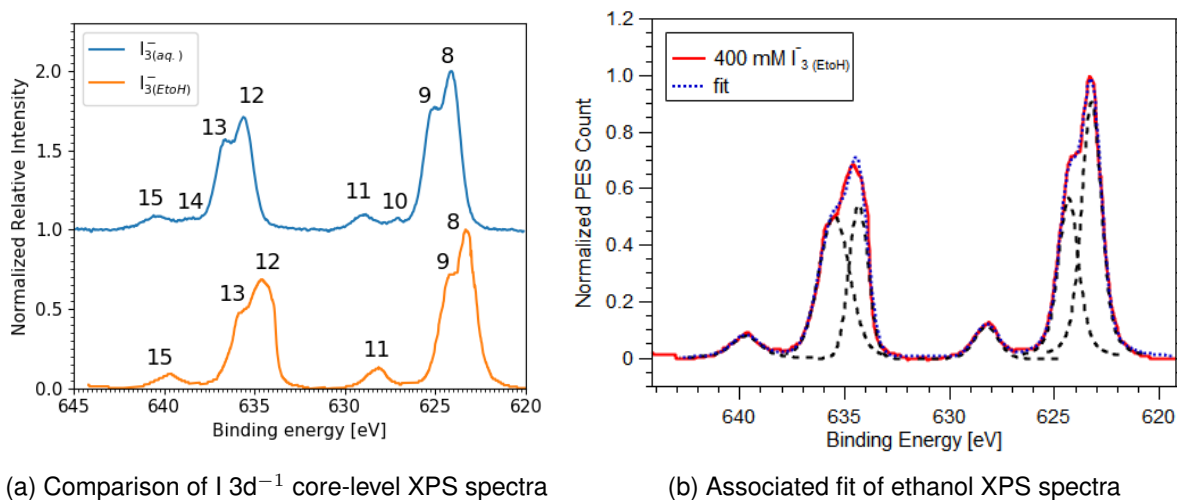 I₃⁻(aq.)
I₃⁻(EtoH)
8
12
9
13
15
14
11
10
8
12
9
13
15
11
2.0
1.5
1.0
0.5
0.0
Normalized Relative Intensity
645 640 635 630 625 620
Binding energy [eV]
(a) Comparison of I 3d⁻¹ core-level XPS spectra
b)
400 mM I⁻₃ (EtoH)
fit
1.2
1.0
0.8
0.6
0.4
0.2
0
Normalized PES Count
640 635 630 625 620
Binding Energy [eV]
(b) Associated fit of ethanol XPS spectra